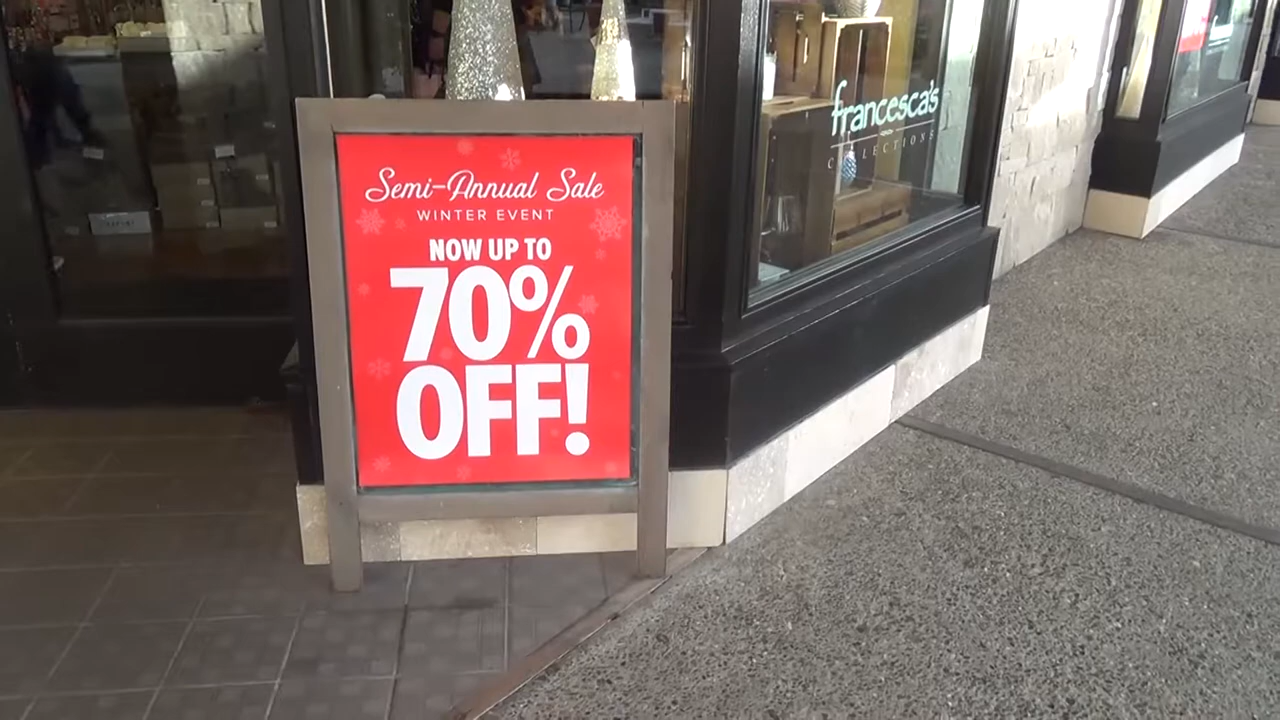 Semi-Annual Sale
WINTER EVENT
NOW UP TO
70%
OFF!
francesca's
COLLECTIONS